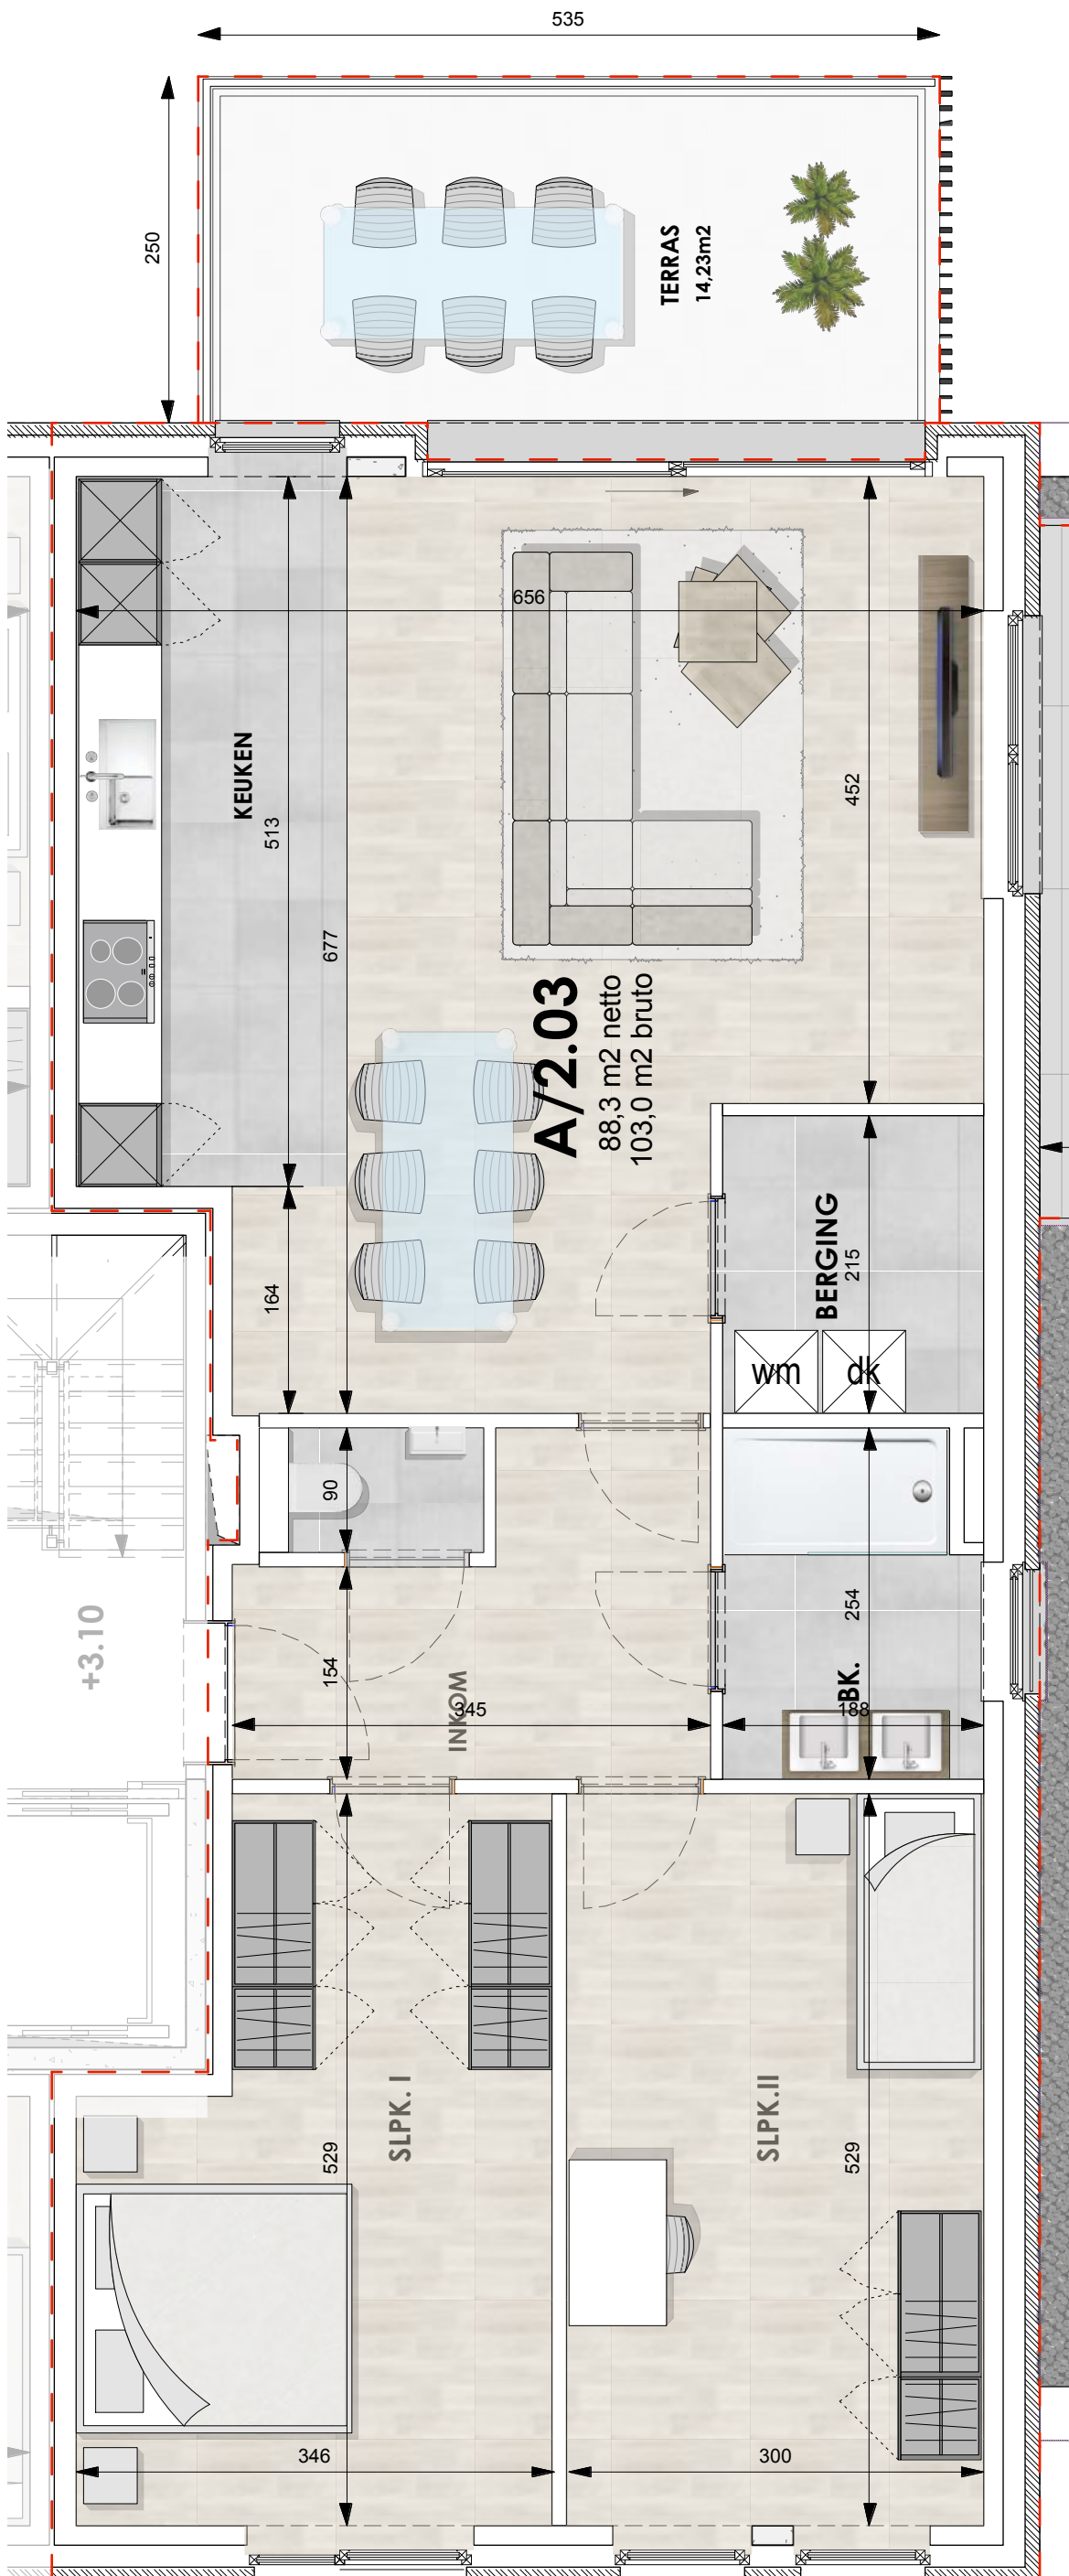 535
250
TERRAS
14,23m2
656
KEUKEN
513
677
452
A/2.03
88,3 m2 netto
103,0 m2 bruto
BERGING
215
164
wm
dk
90
254
+3.10
154
INKOM
345
BK.
188
SLPK. I
529
SLPK.II
529
346
300